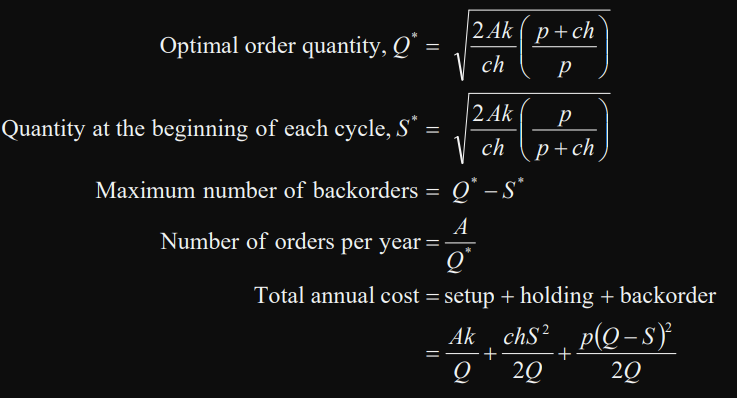 Optimal order quantity, Q* = √(2Ak/ch ((p + ch)/p))
Quantity at the beginning of each cycle, S* = √(2Ak/ch (p/(p + ch)))
Maximum number of backorders = Q* − S*
Number of orders per year = A/Q*
Total annual cost = setup + holding + backorder
= Ak/Q + chS²/2Q + p(Q − S)²/2Q